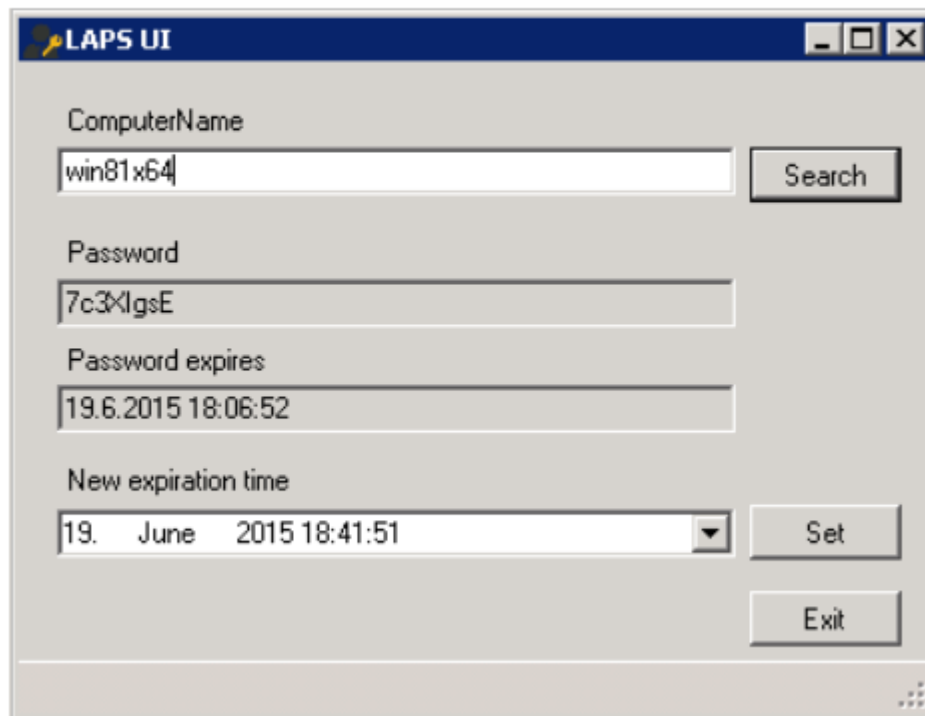 LAPS UI
ComputerName
win81x64
Search
Password
7c3XIgsE
Password expires
19.6.2015 18:06:52
New expiration time
19. June 2015 18:41:51
Set
Exit